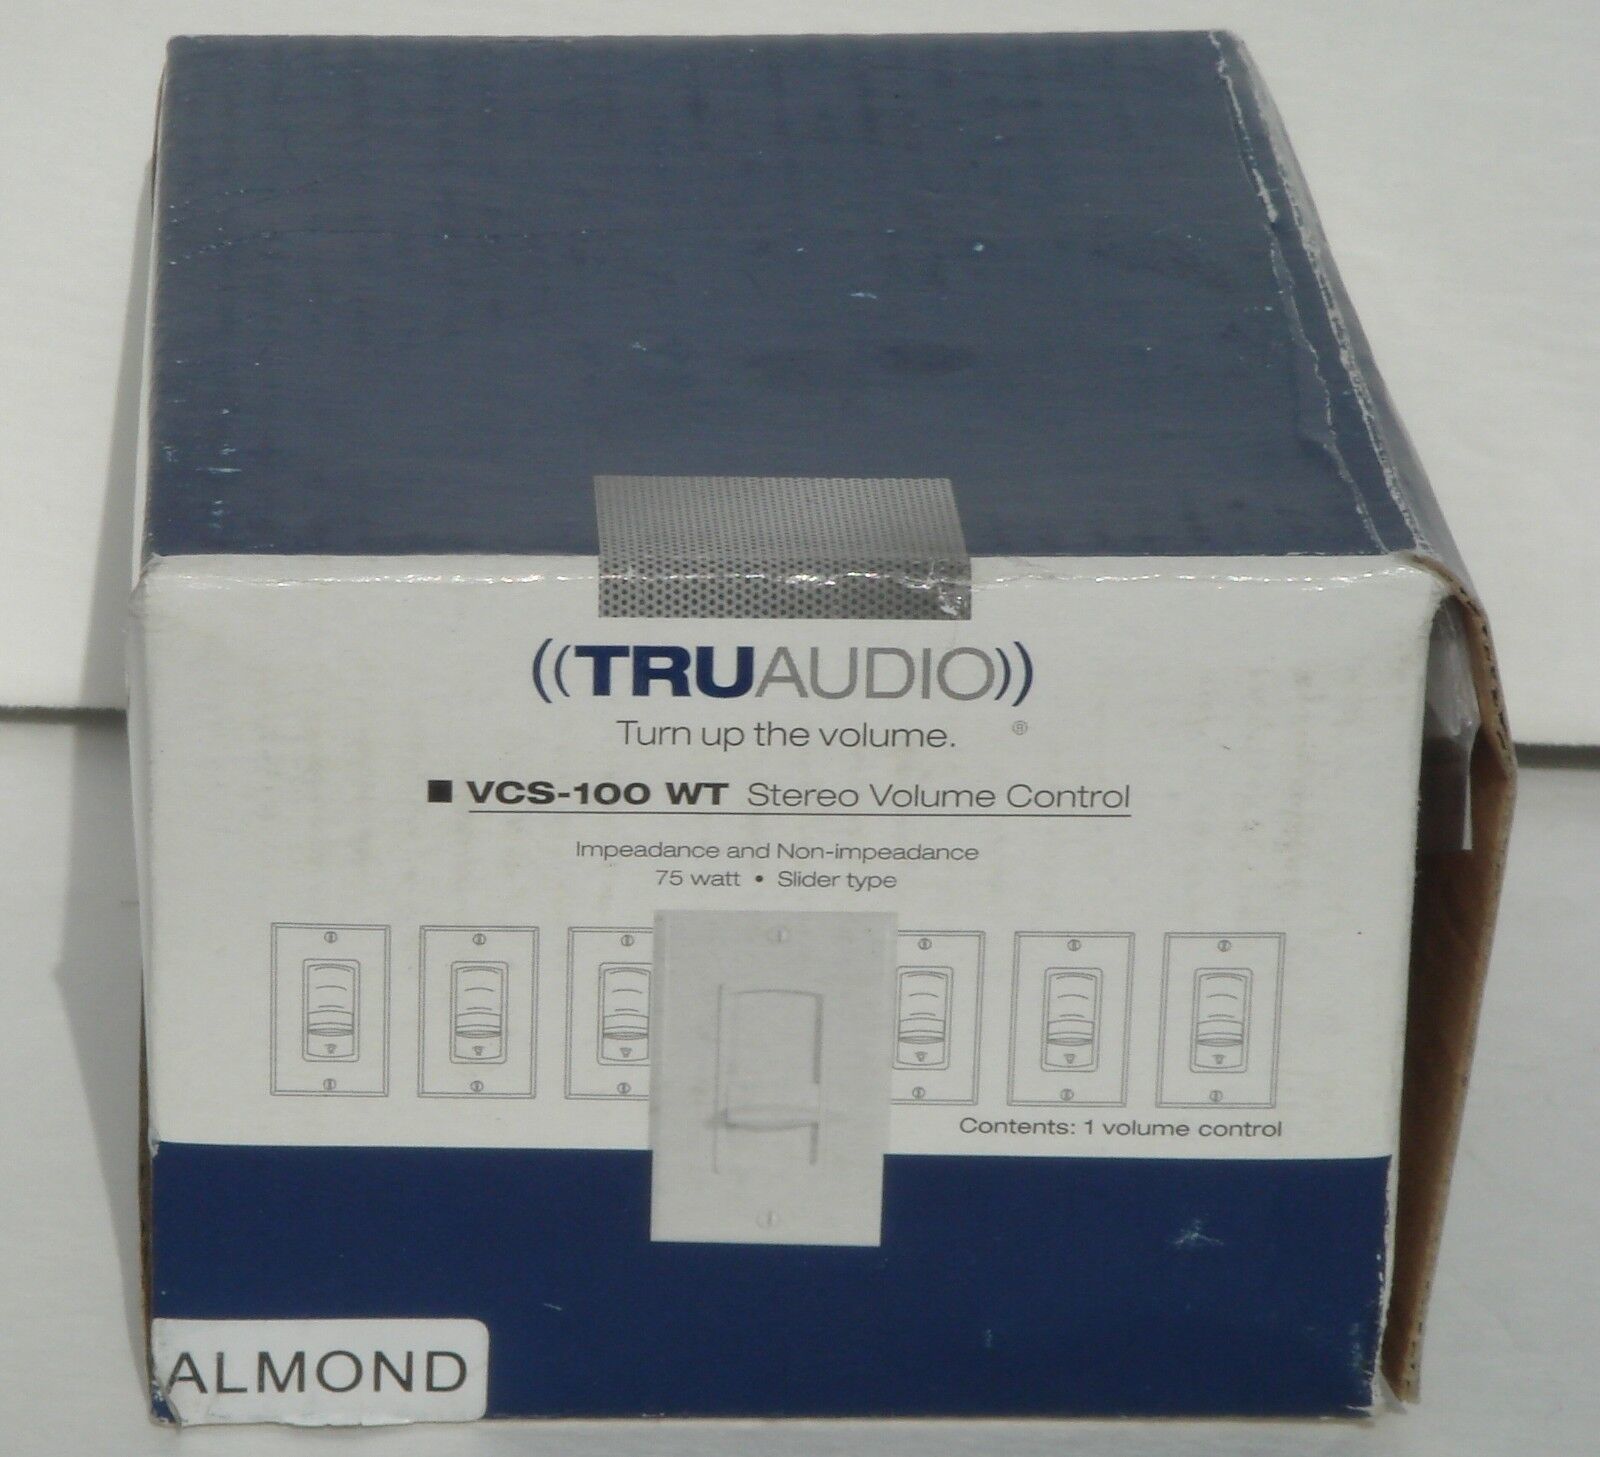 ((TRUAUDIO))
Turn up the volume. ®
■ VCS-100 WT Stereo Volume Control
Impeadance and Non-impeadance
75 watt • Slider type
Contents: 1 volume control
ALMOND